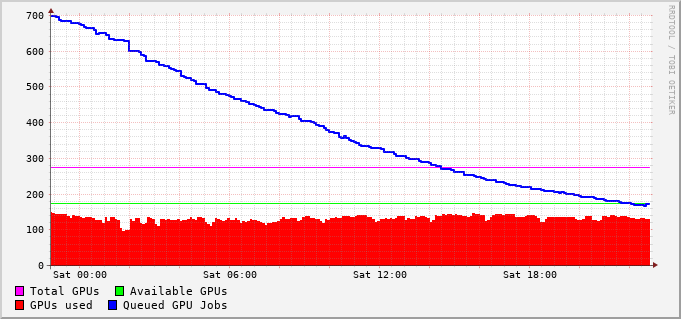 700
600
500
400
300
200
100
0
Sat 00:00 Sat 06:00 Sat 12:00 Sat 18:00
Total GPUs Available GPUs
GPUs used Queued GPU Jobs
RRDTOOL / TOBI OETIKER